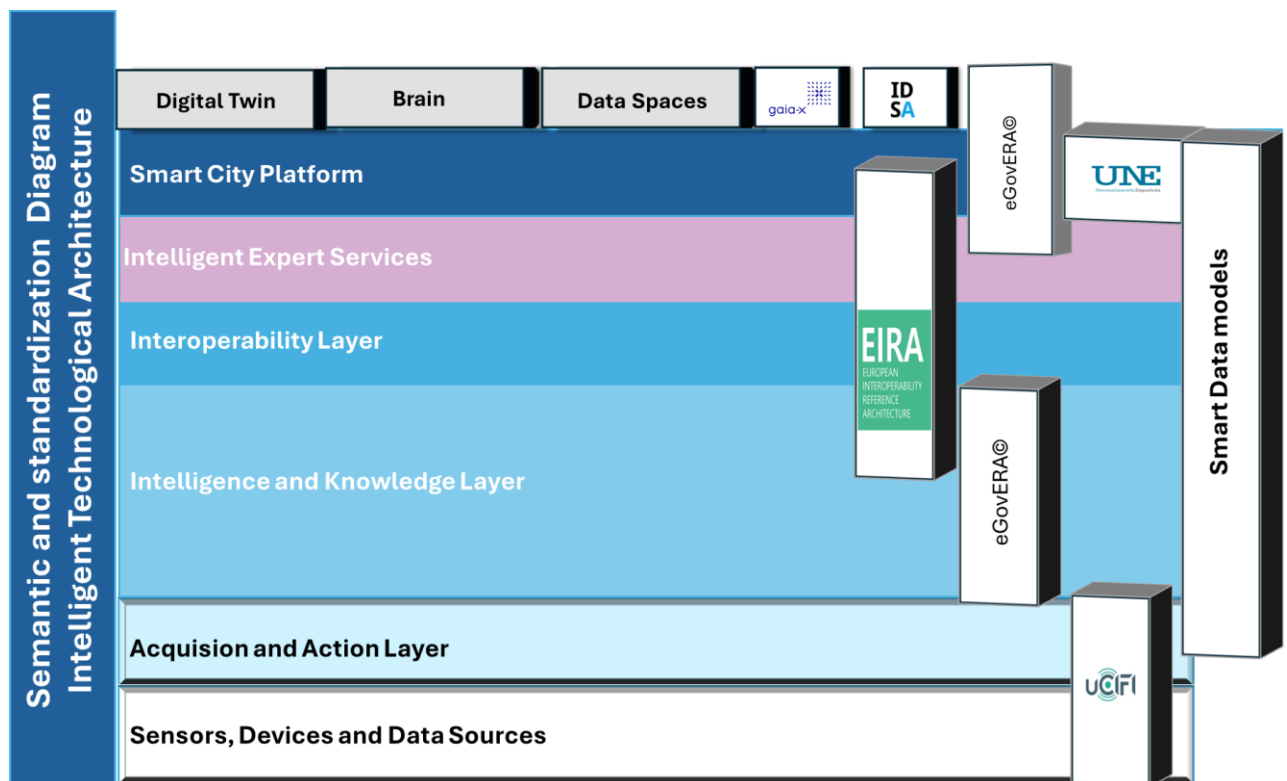 Semantic and standardization Diagram
Intelligent Technological Architecture
Digital Twin
Brain
Data Spaces
gaia-x
ID
SA
eGovERA©
Smart City Platform
UNE
Intelligent Expert Services
Interoperability Layer
EIRA
EUROPEAN
INTEROPERABILITY
REFERENCE
ARCHITECTURE
Smart Data models
Intelligence and Knowledge Layer
eGovERA©
Acquision and Action Layer
uCIFI
Sensors, Devices and Data Sources